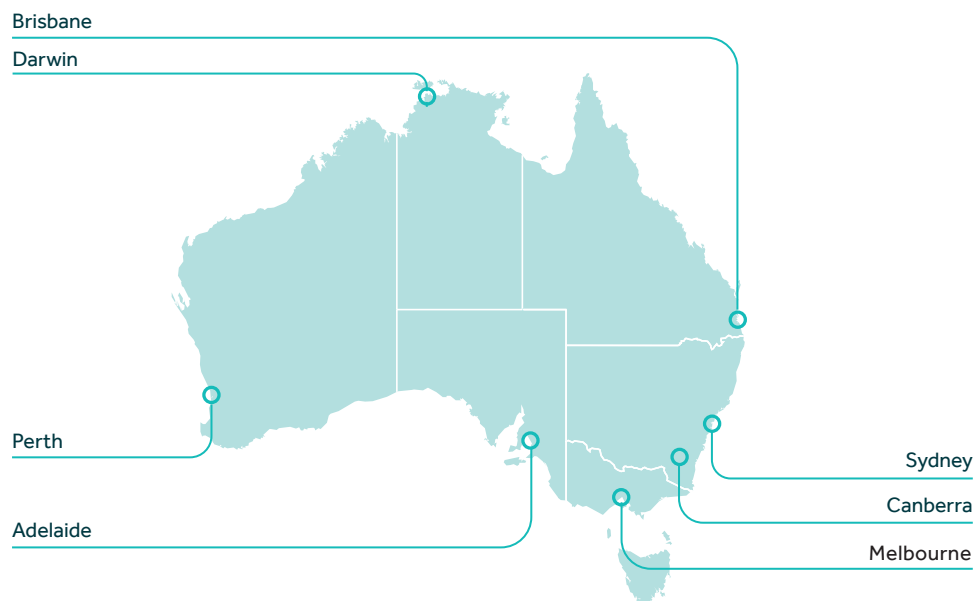 Brisbane
Darwin
Perth
Sydney
Canberra
Adelaide
Melbourne